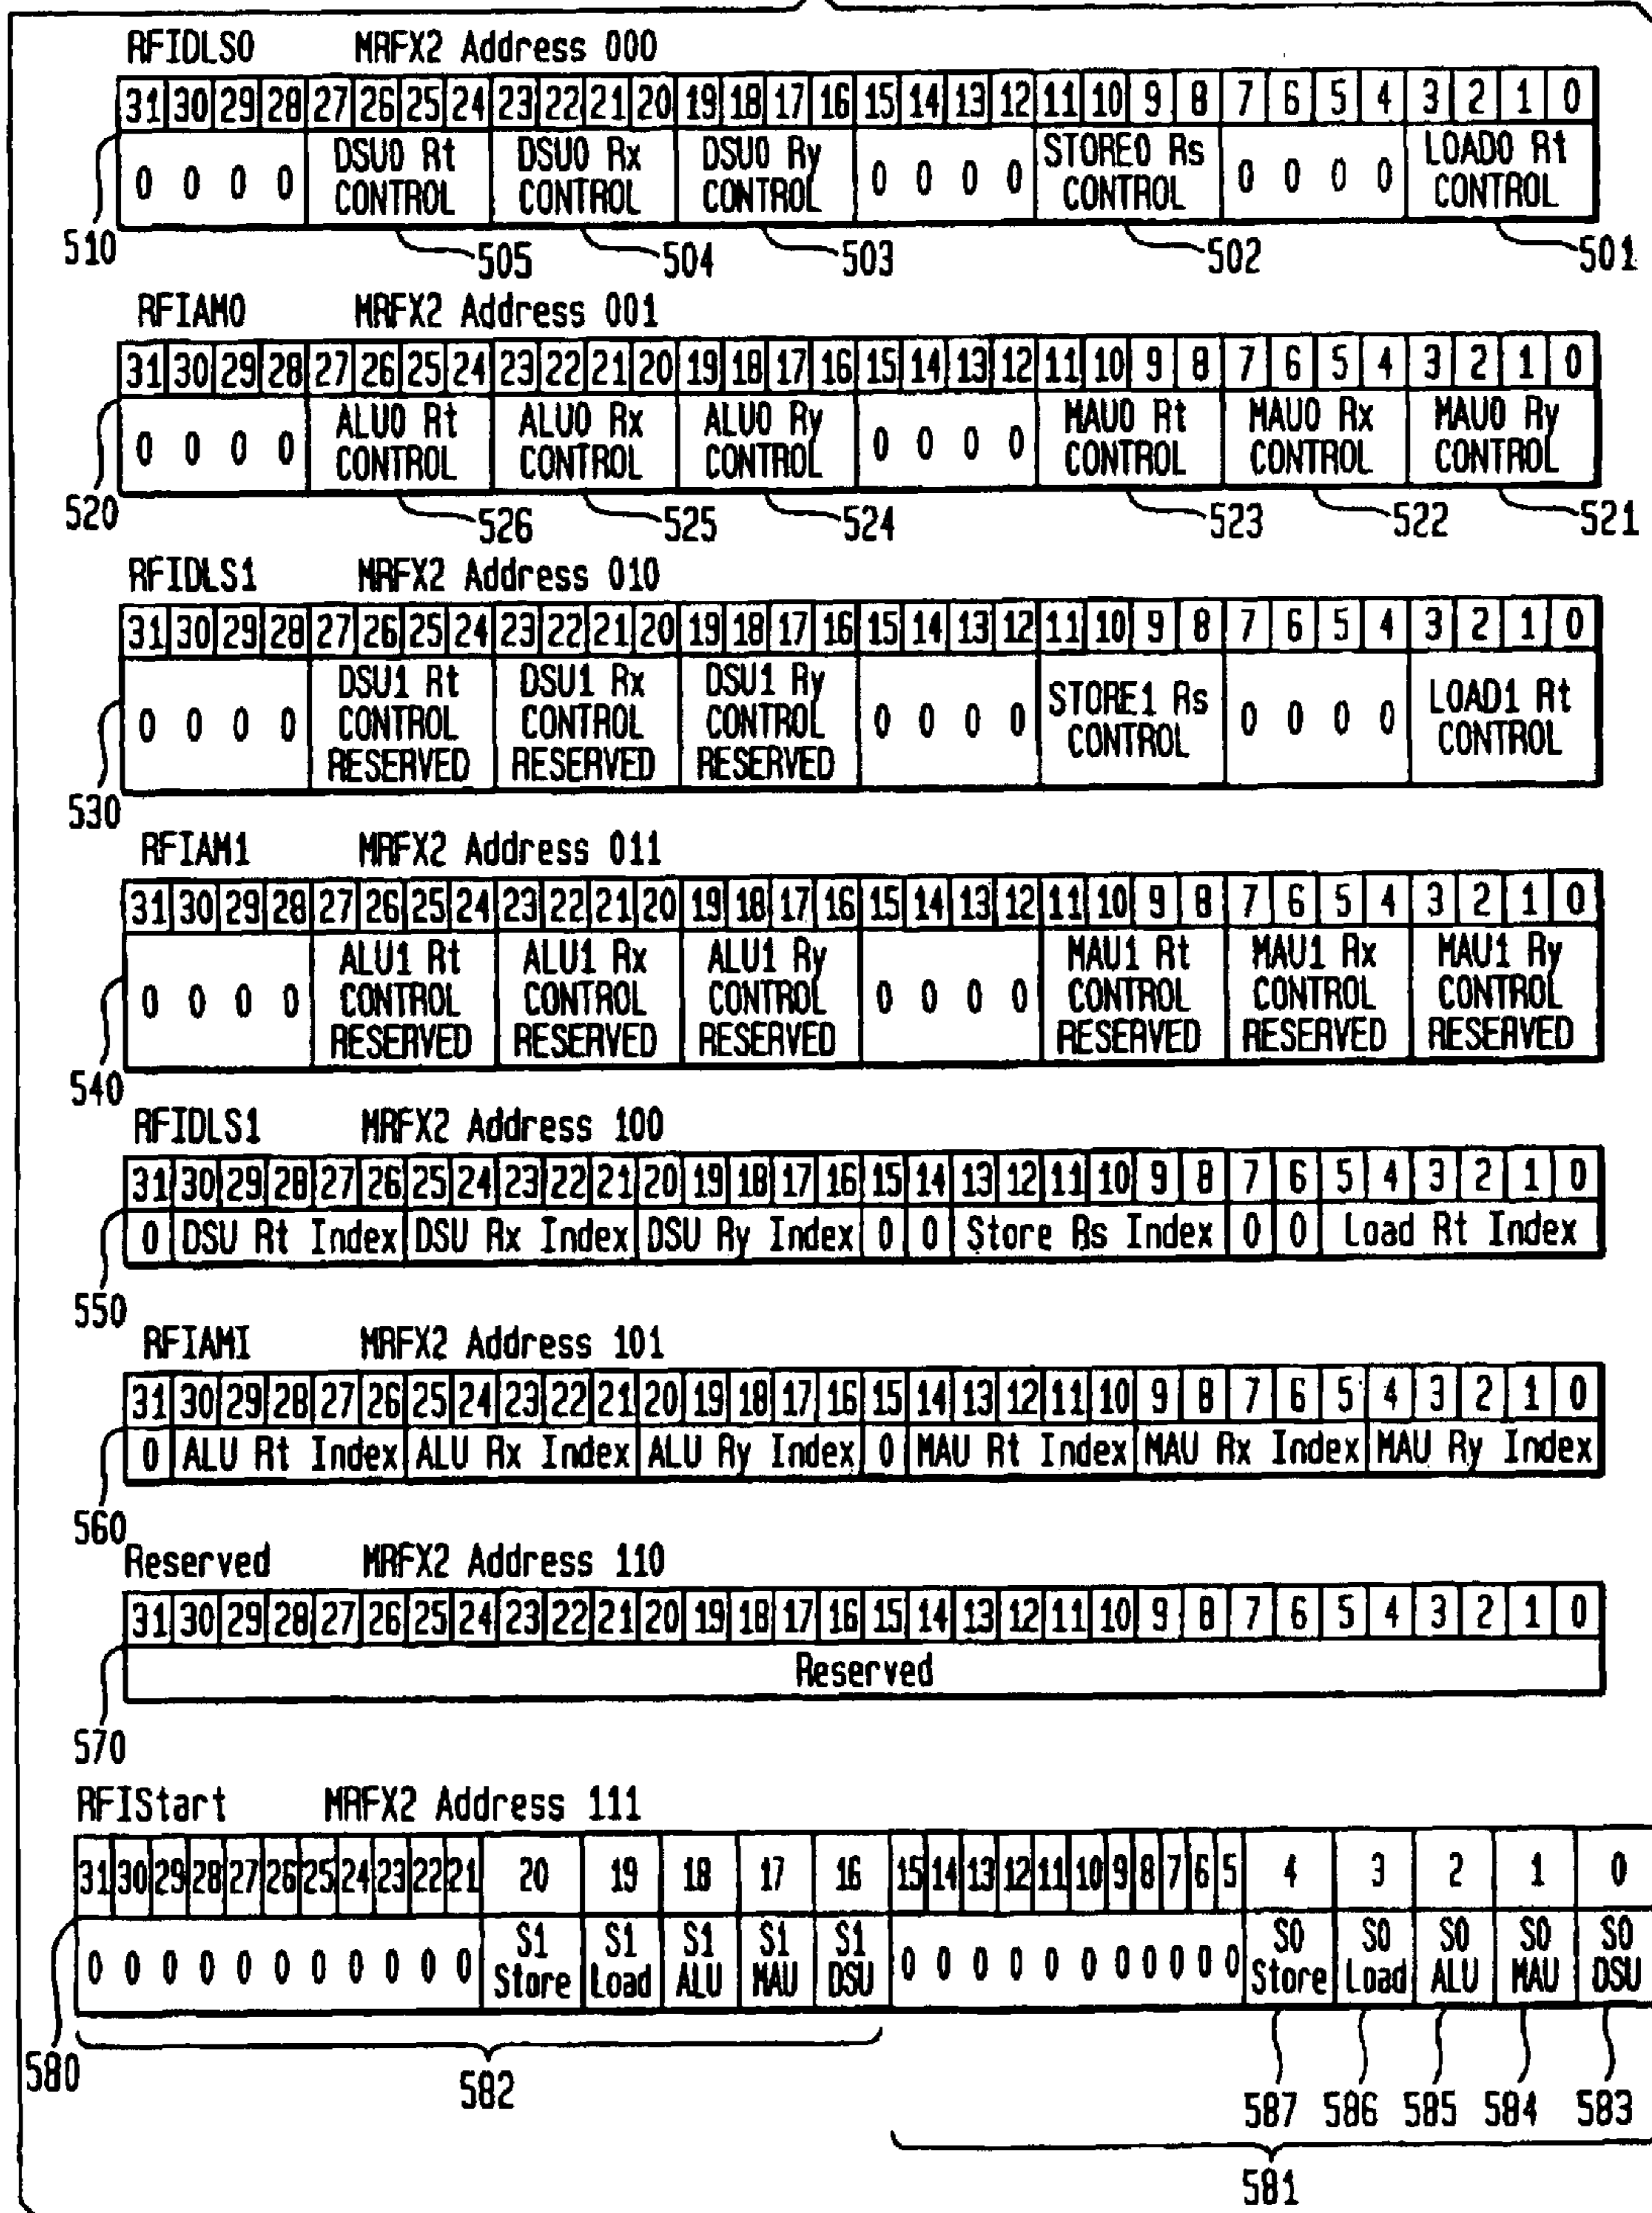 RFIDLS0 MRFX2 Address 000
31 30 29 28 27 26 25 24 23 22 21 20 19 18 17 16 15 14 13 12 11 10 9 8 7 6 5 4 3 2 1 0
0 0 0 0 DSU0 Rt CONTROL DSU0 Rx CONTROL DSU0 Ry CONTROL 0 0 0 0 STORE0 Rs CONTROL 0 0 0 0 LOAD0 Rt CONTROL
510 505 504 503 502 501
RFIAM0 MRFX2 Address 001
31 30 29 28 27 26 25 24 23 22 21 20 19 18 17 16 15 14 13 12 11 10 9 8 7 6 5 4 3 2 1 0
0 0 0 0 ALU0 Rt CONTROL ALU0 Rx CONTROL ALU0 Ry CONTROL 0 0 0 0 MAU0 Rt CONTROL MAU0 Rx CONTROL MAU0 Ry CONTROL
520 526 525 524 523 522 521
RFIDLS1 MRFX2 Address 010
31 30 29 28 27 26 25 24 23 22 21 20 19 18 17 16 15 14 13 12 11 10 9 8 7 6 5 4 3 2 1 0
0 0 0 0 DSU1 Rt CONTROL RESERVED DSU1 Rx CONTROL RESERVED DSU1 Ry CONTROL RESERVED 0 0 0 0 STORE1 Rs CONTROL 0 0 0 0 LOAD1 Rt CONTROL
530
RFIAM1 MRFX2 Address 011
31 30 29 28 27 26 25 24 23 22 21 20 19 18 17 16 15 14 13 12 11 10 9 8 7 6 5 4 3 2 1 0
0 0 0 0 ALU1 Rt CONTROL RESERVED ALU1 Rx CONTROL RESERVED ALU1 Ry CONTROL RESERVED 0 0 0 0 MAU1 Rt CONTROL RESERVED MAU1 Rx CONTROL RESERVED MAU1 Ry CONTROL RESERVED
540
RFIDLS1 MRFX2 Address 100
31 30 29 28 27 26 25 24 23 22 21 20 19 18 17 16 15 14 13 12 11 10 9 8 7 6 5 4 3 2 1 0
0 DSU Rt Index DSU Rx Index DSU Ry Index 0 0 Store Rs Index 0 0 Load Rt Index
550
RFIAMI MRFX2 Address 101
31 30 29 28 27 26 25 24 23 22 21 20 19 18 17 16 15 14 13 12 11 10 9 8 7 6 5 4 3 2 1 0
0 ALU Rt Index ALU Rx Index ALU Ry Index 0 MAU Rt Index MAU Rx Index MAU Ry Index
560
Reserved MRFX2 Address 110
31 30 29 28 27 26 25 24 23 22 21 20 19 18 17 16 15 14 13 12 11 10 9 8 7 6 5 4 3 2 1 0
Reserved
570
RFIStart MRFX2 Address 111
31 30 29 28 27 26 25 24 23 22 21 20 19 18 17 16 15 14 13 12 11 10 9 8 7 6 5 4 3 2 1 0
0 0 0 0 0 0 0 0 0 0 0 S1 Store S1 Load S1 ALU S1 MAU S1 DSU 0 0 0 0 0 0 0 0 0 0 0 S0 Store S0 Load S0 ALU S0 MAU S0 DSU
580 582 587 586 585 584 583
581